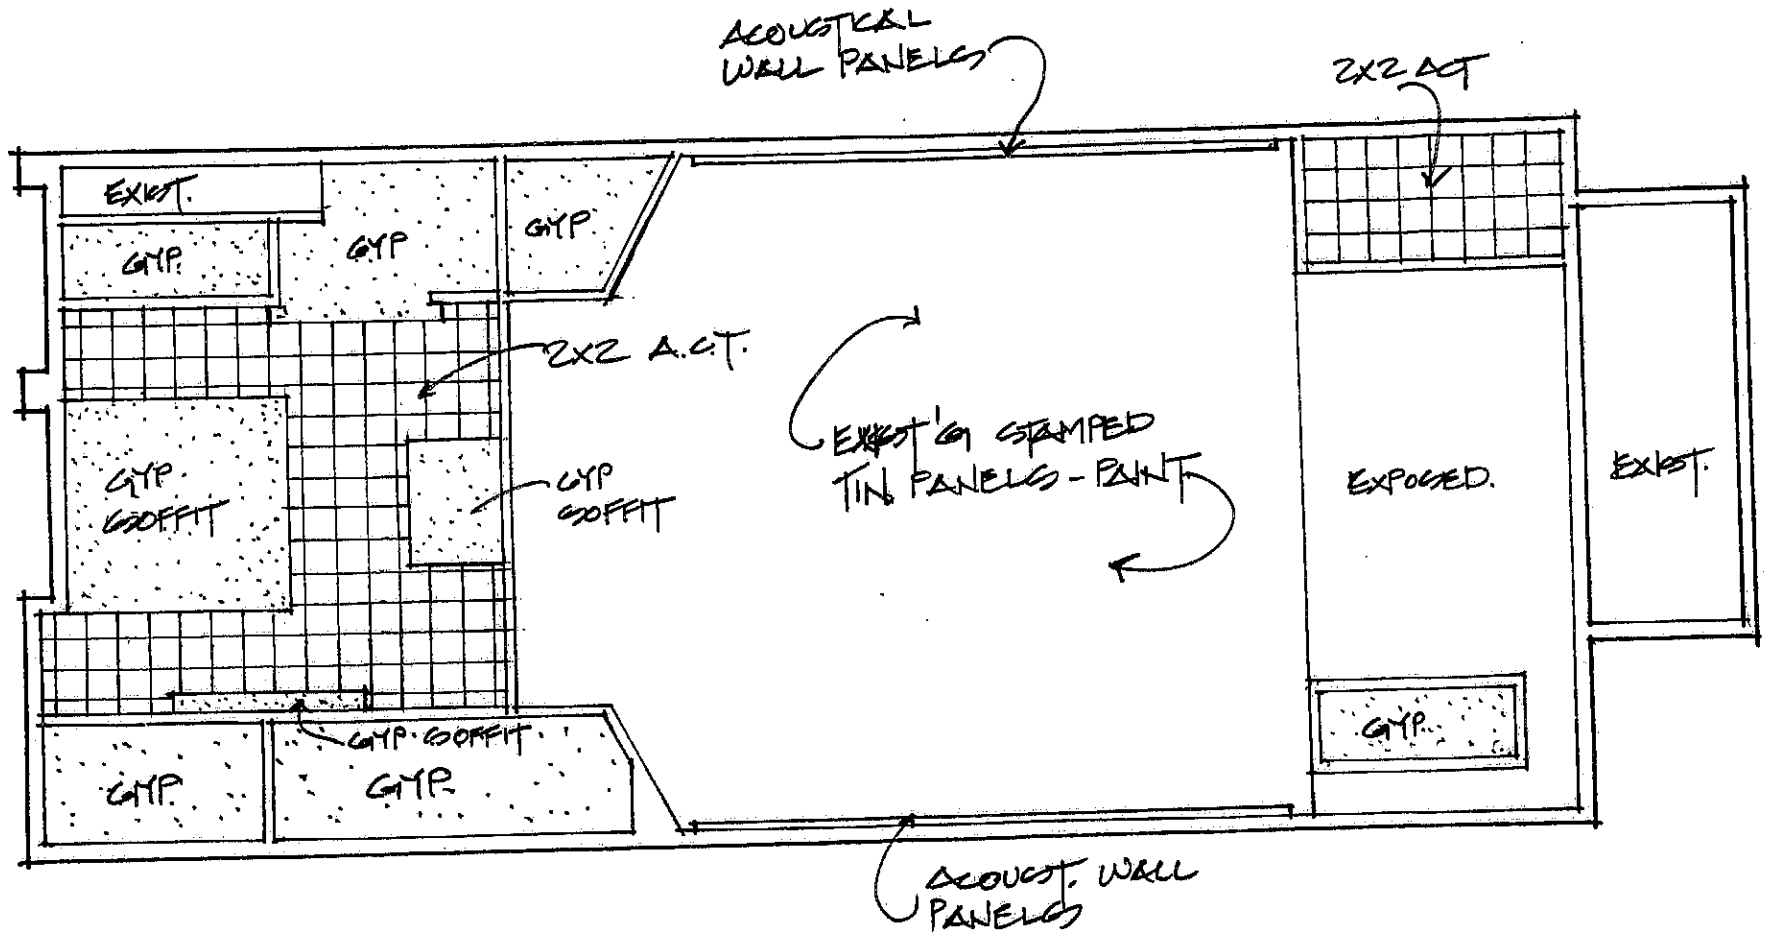 ACOUSTICAL
WALL PANELS
2X2 ACT
EXIST.
GYP.
GYP
GYP.
2X2 A.C.T.
EXIST'G STAMPED
TIN PANELS - PAINT
GYP
SOFFIT
GYP
SOFFIT
EXPOSED.
EXIST.
GYP. SOFFIT
GYP.
GYP.
GYP.
ACOUST. WALL
PANELS